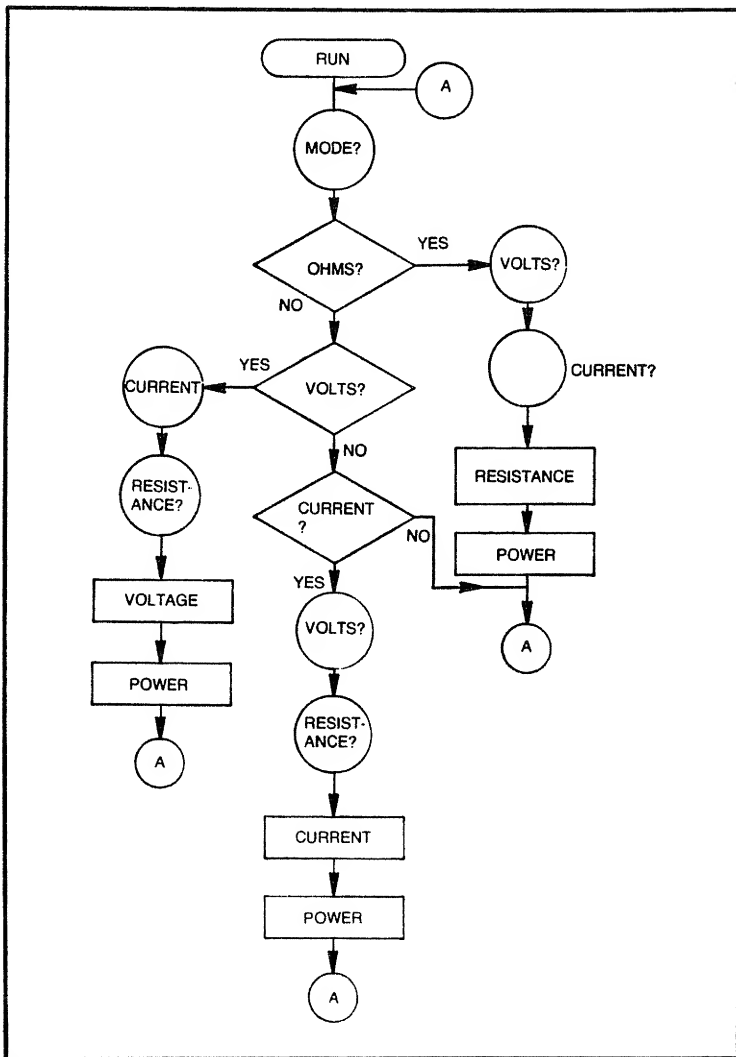 RUN
A
MODE?
OHMS?
YES
VOLTS?
NO
CURRENT?
YES
CURRENT
VOLTS?
NO
RESIST-
ANCE?
CURRENT
?
NO
RESISTANCE
POWER
A
YES
VOLTAGE
POWER
A
VOLTS?
RESIST-
ANCE?
CURRENT
POWER
A